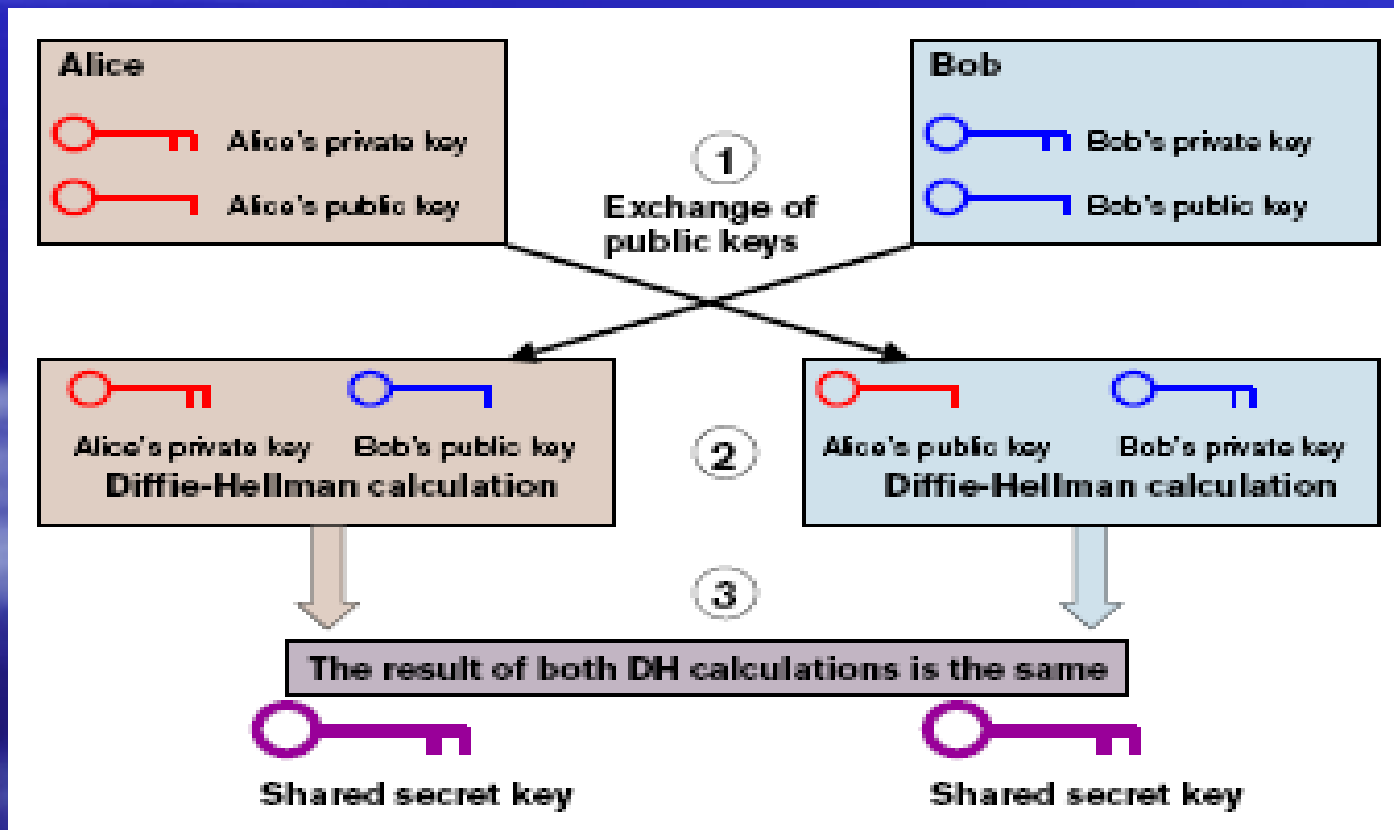 Alice
Alice's private key
Alice's public key
Bob
Bob's private key
Bob's public key
1
Exchange of
public keys
Alice's private key
Bob's public key
Diffie-Hellman calculation
2
Alice's public key
Bob's private key
Diffie-Hellman calculation
3
The result of both DH calculations is the same
Shared secret key
Shared secret key